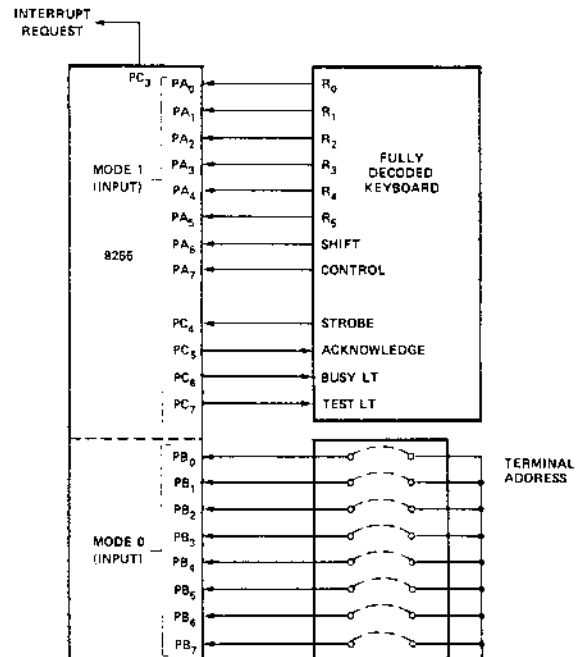 INTERRUPT
REQUEST
PC3
PA0 R0
PA1 R1
PA2 R2
PA3 R3
PA4 R4
PA5 R5
PA6 SHIFT
PA7 CONTROL
MODE 1
(INPUT)
8255
FULLY
DECODED
KEYBOARD
PC4 STROBE
PC5 ACKNOWLEDGE
PC6 BUSY LT
PC7 TEST LT
PB0
PB1
PB2
PB3
PB4
PB5
PB6
PB7
MODE 0
(INPUT)
TERMINAL
ADDRESS